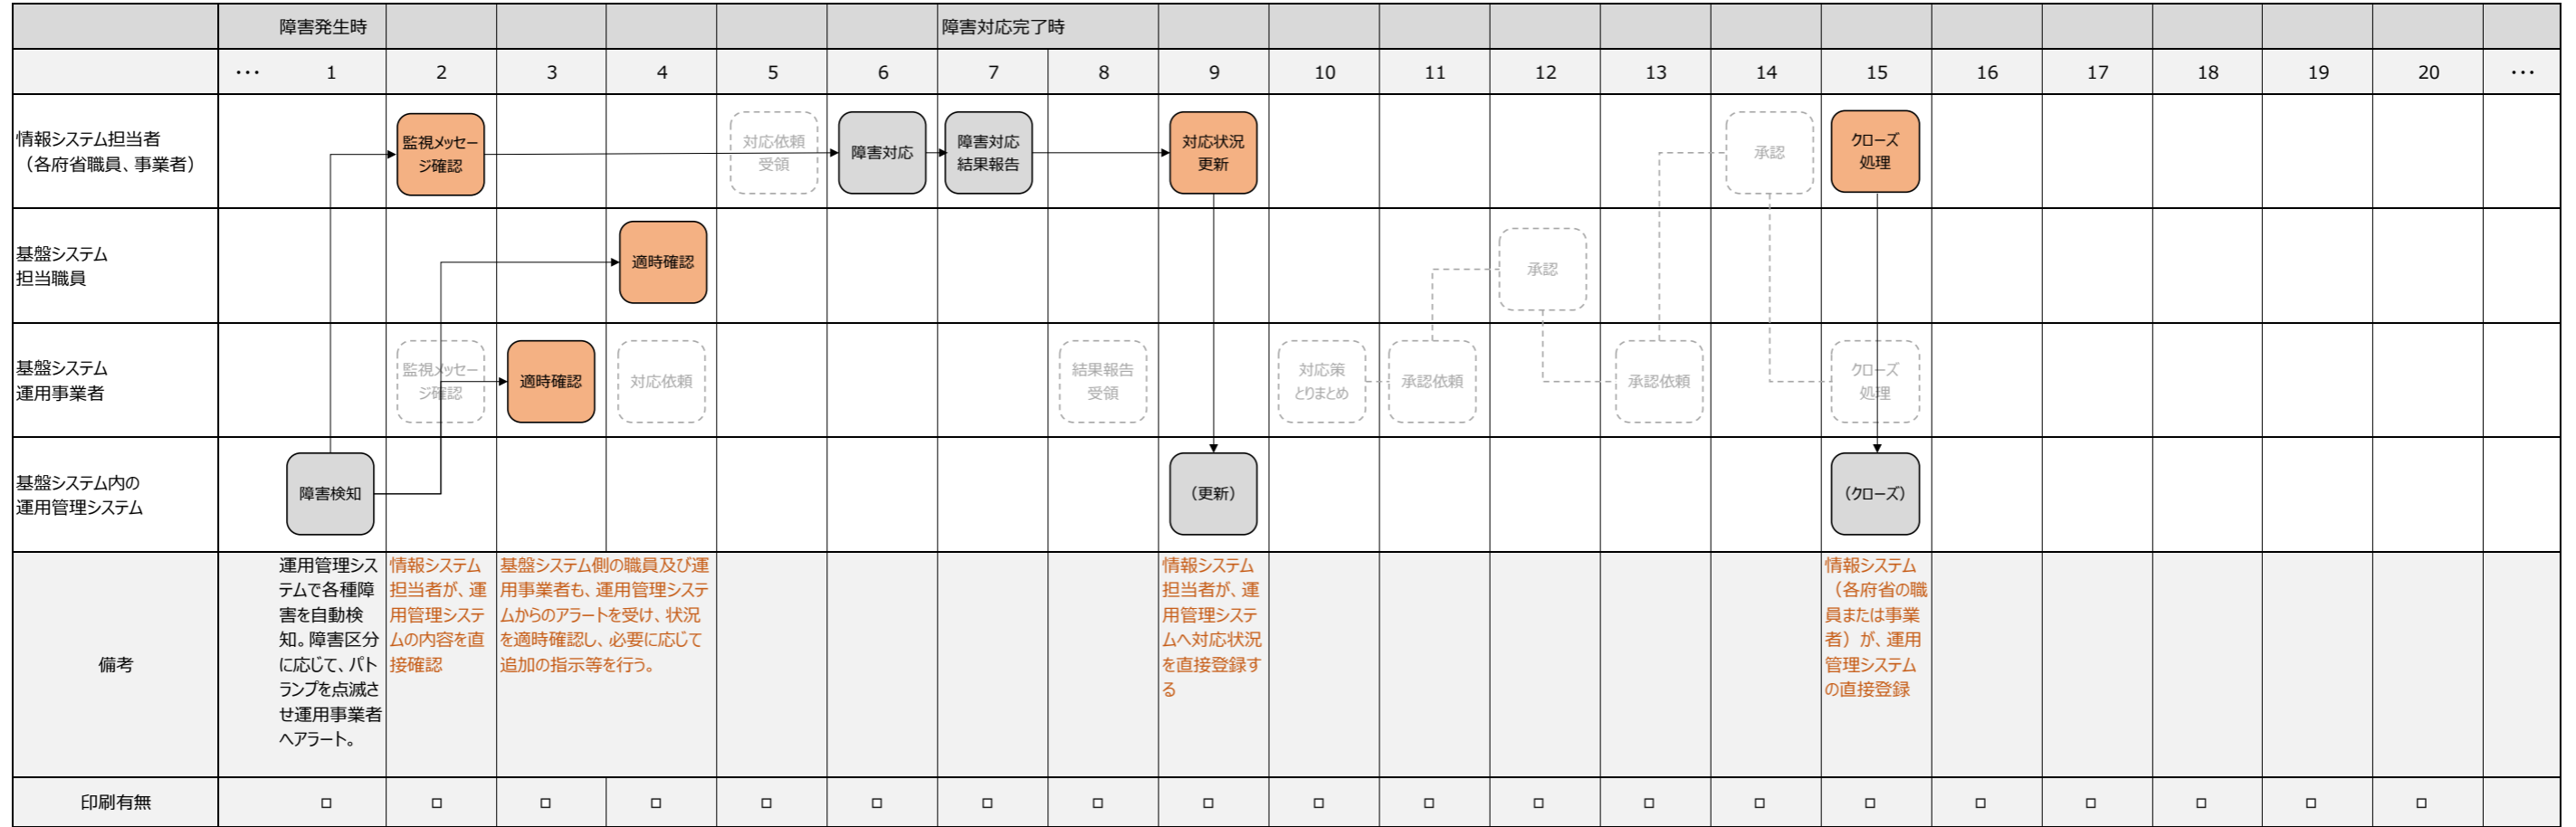 障害発生時
障害対応完了時
… 1 2 3 4 5 6 7 8 9 10 11 12 13 14 15 16 17 18 19 20 …
情報システム担当者
（各府省職員、事業者）
監視メッセー
ジ確認
対応依頼
受領
障害対応
障害対応
結果報告
対応状況
更新
承認
クローズ
処理
基盤システム
担当職員
適時確認
承認
基盤システム
運用事業者
監視メッセー
ジ確認
適時確認
対応依頼
結果報告
受領
対応策
とりまとめ
承認依頼
承認依頼
クローズ
処理
基盤システム内の
運用管理システム
障害検知
（更新）
（クローズ）
備考
運用管理シス
テムで各種障
害を自動検
知。障害区分
に応じて、パト
ランプを点滅さ
せ運用事業者
へアラート。
情報システム
担当者が、運
用管理システ
ムの内容を直
接確認
基盤システム側の職員及び運
用事業者も、運用管理システ
ムからのアラートを受け、状況
を適時確認し、必要に応じて
追加の指示等を行う。
情報システム
担当者が、運
用管理システ
ムへ対応状況
を直接登録す
る
情報システム
（各府省の職
員または事業
者）が、運用
管理システム
の直接登録
印刷有無
□ □ □ □ □ □ □ □ □ □ □ □ □ □ □ □ □ □ □ □